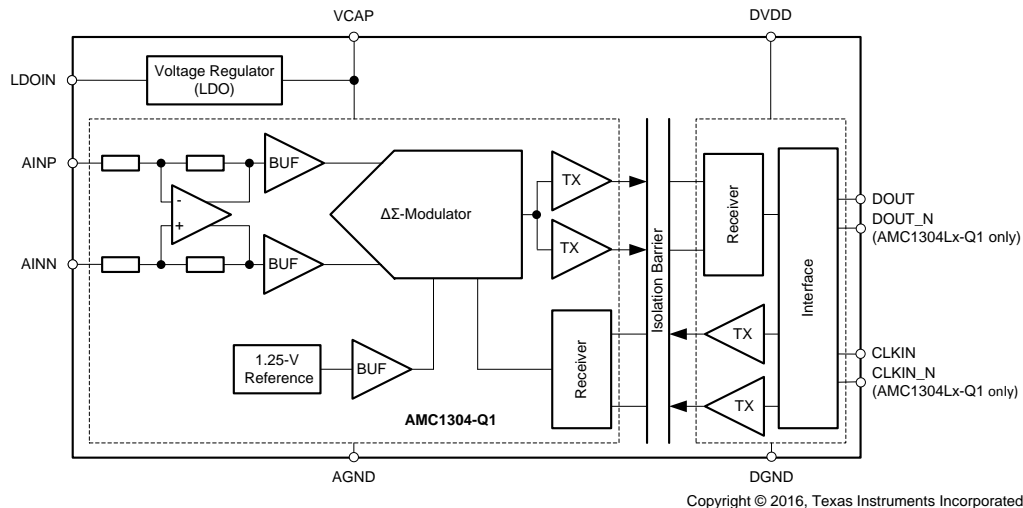 VCAP
DVDD
LDOIN
Voltage Regulator
(LDO)
AINP
BUF
-
+
ΔΣ-Modulator
TX
TX
Isolation Barrier
Receiver
Interface
DOUT
DOUT_N
(AMC1304Lx-Q1 only)
AINN
BUF
1.25-V
Reference
BUF
Receiver
TX
TX
CLKIN
CLKIN_N
(AMC1304Lx-Q1 only)
AMC1304-Q1
AGND
DGND
Copyright © 2016, Texas Instruments Incorporated